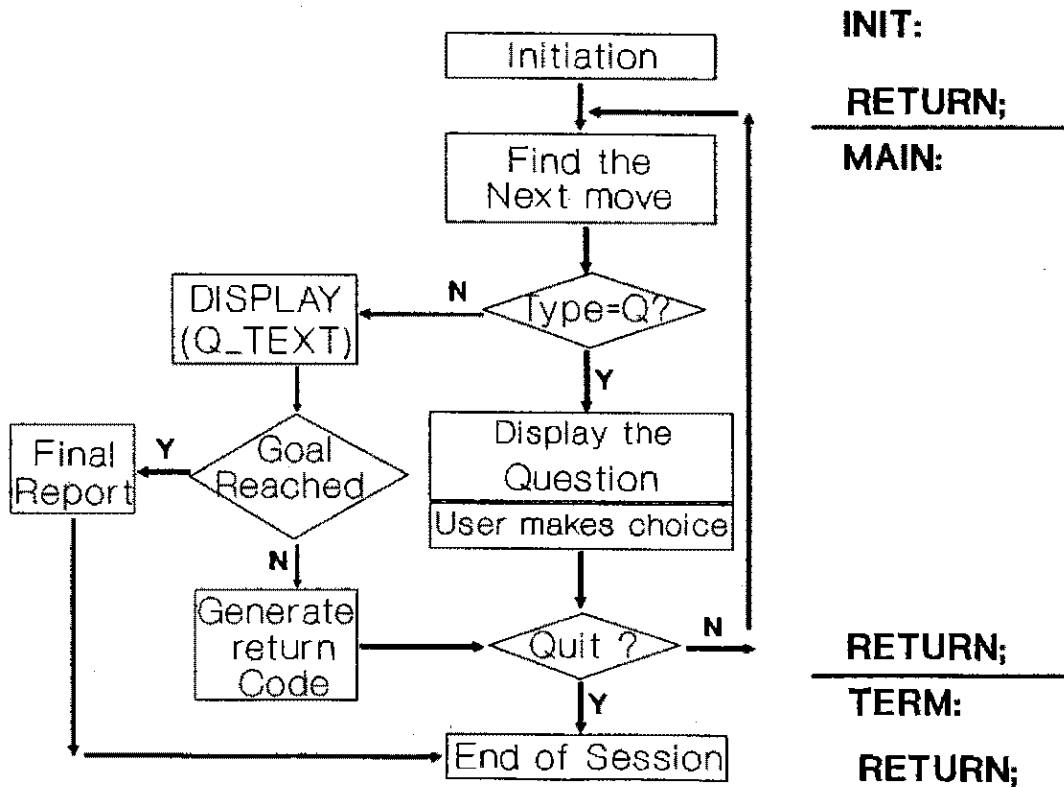 INIT:
Initiation
RETURN;
MAIN:
Find the
Next move
DISPLAY
(Q_TEXT)
N
Type=Q?
Y
Final
Report
Y
Goal
Reached
Display the
Question
User makes choice
N
Generate
return
Code
Quit ?
N
RETURN;
Y
TERM:
End of Session
RETURN;